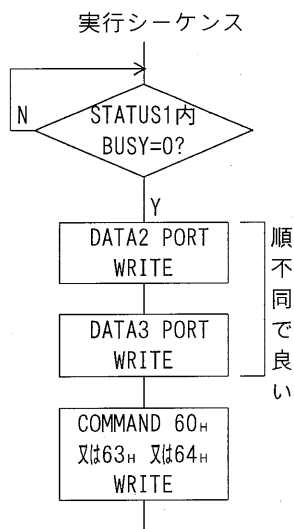 実行シーケンス
STATUS1内
BUSY=0?
N
Y
DATA2 PORT
WRITE
DATA3 PORT
WRITE
順不同で良い
COMMAND 60H
又は63H 又は64H
WRITE